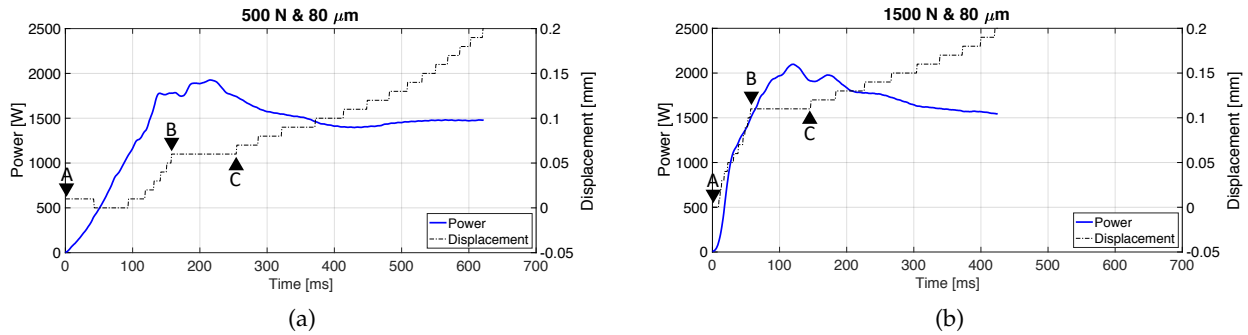 500 N & 80 μm
2500
2000
1500
1000
500
0
Power [W]
0.2
0.15
0.1
0.05
0
-0.05
Displacement [mm]
A
B
C
Power
Displacement
0 100 200 300 400 500 600 700
Time [ms]
(a)
1500 N & 80 μm
2500
2000
1500
1000
500
0
Power [W]
0.2
0.15
0.1
0.05
0
-0.05
Displacement [mm]
A
B
C
Power
Displacement
0 100 200 300 400 500 600 700
Time [ms]
(b)